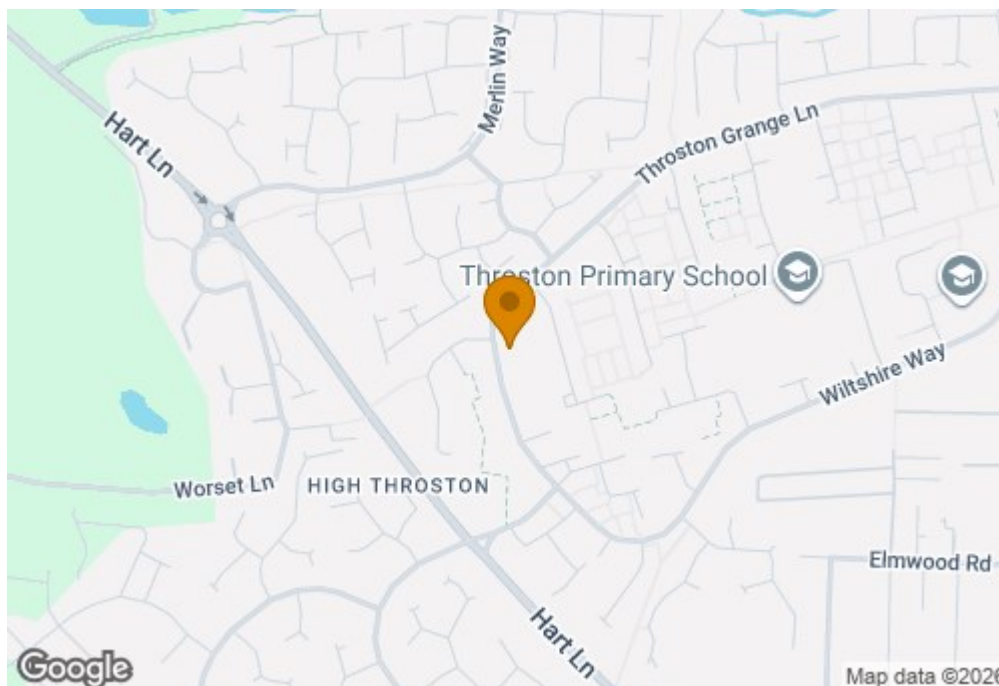 Merlin Way
Hart Ln
Throston Grange Ln
Throston Primary School
Wiltshire Way
Worset Ln
HIGH THROSTON
Elmwood Rd
Hart Ln
Google
Map data ©2026